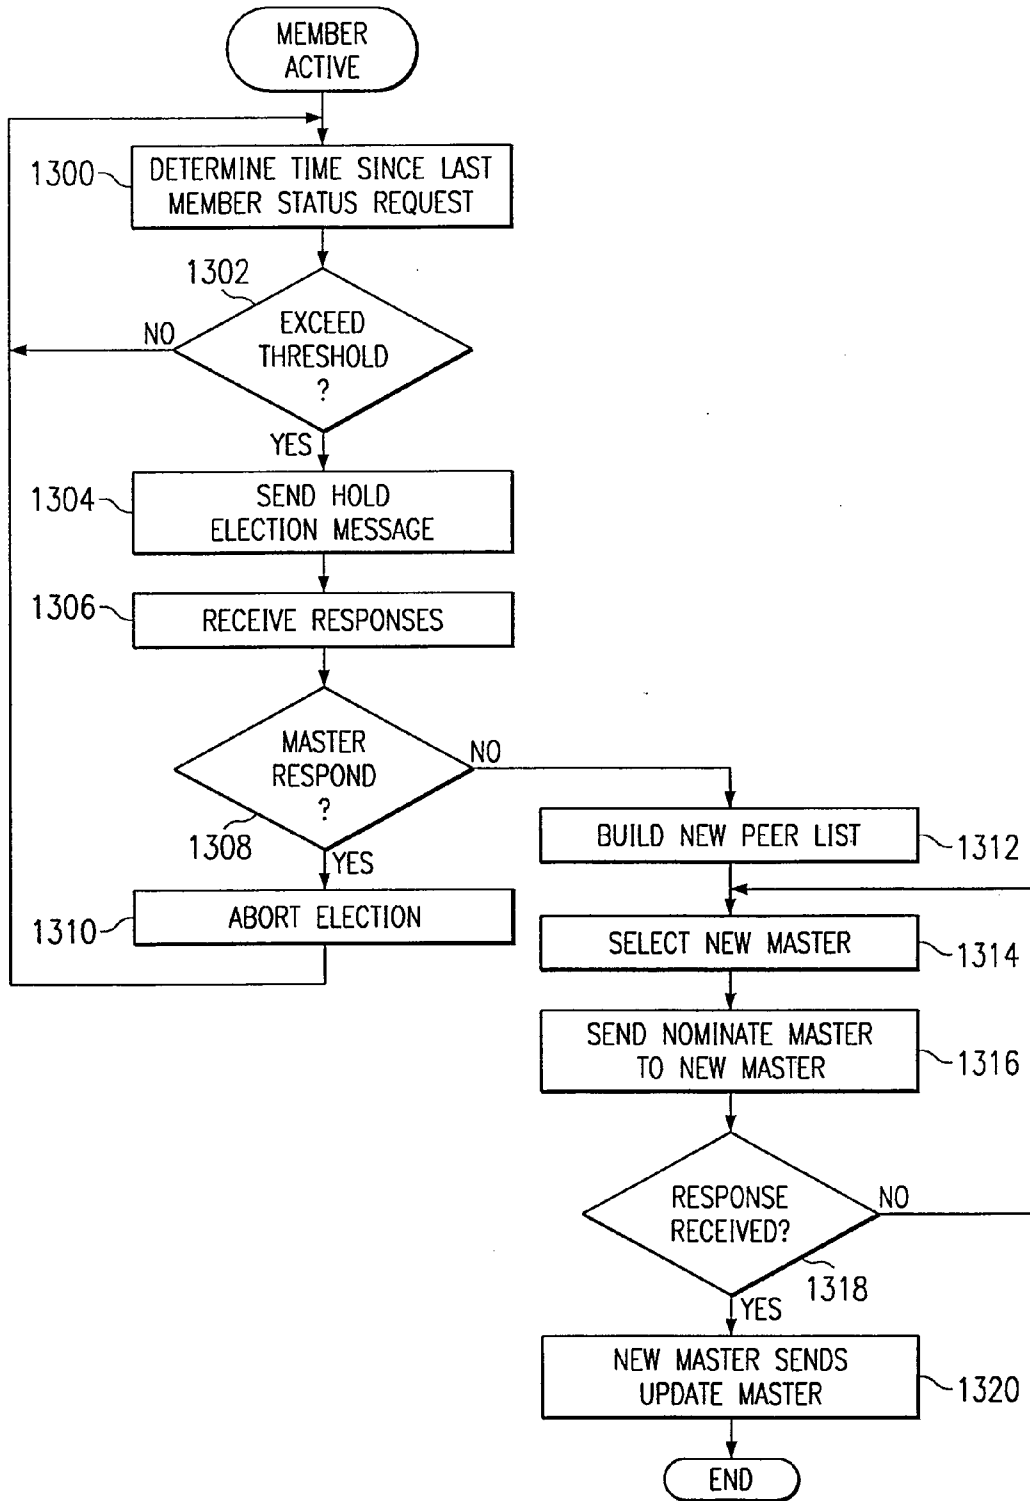 MEMBER
ACTIVE
1300
DETERMINE TIME SINCE LAST
MEMBER STATUS REQUEST
1302
EXCEED
THRESHOLD
?
NO
YES
1304
SEND HOLD
ELECTION MESSAGE
1306
RECEIVE RESPONSES
MASTER
RESPOND
?
NO
1308
YES
1310
ABORT ELECTION
BUILD NEW PEER LIST
1312
SELECT NEW MASTER
1314
SEND NOMINATE MASTER
TO NEW MASTER
1316
RESPONSE
RECEIVED?
NO
1318
YES
NEW MASTER SENDS
UPDATE MASTER
1320
END